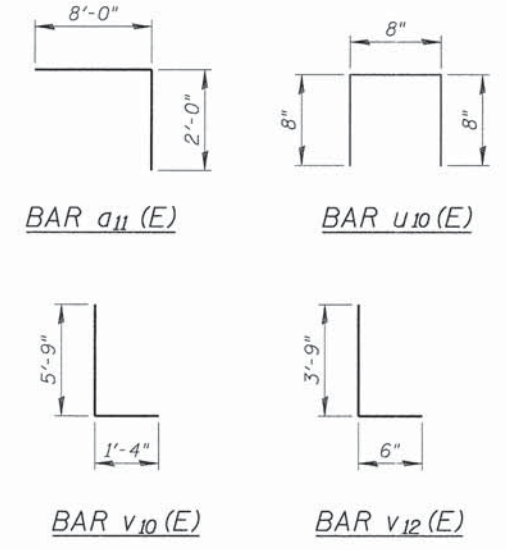 8'-0"
2'-0"
BAR a11 (E)
8"
8"
8"
BAR u10 (E)
5'-9"
1'-4"
BAR v10 (E)
3'-9"
6"
BAR v12 (E)